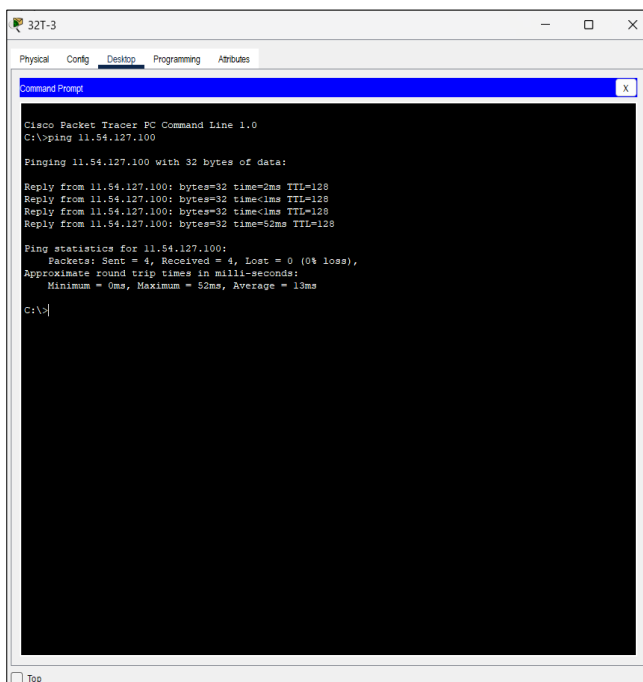 32T-3
Physical Config Desktop Programming Attributes
Command Prompt
X
Cisco Packet Tracer PC Command Line 1.0
C:\>ping 11.54.127.100
Pinging 11.54.127.100 with 32 bytes of data:
Reply from 11.54.127.100: bytes=32 time=2ms TTL=128
Reply from 11.54.127.100: bytes=32 time<1ms TTL=128
Reply from 11.54.127.100: bytes=32 time<1ms TTL=128
Reply from 11.54.127.100: bytes=32 time=52ms TTL=128
Ping statistics for 11.54.127.100:
Packets: Sent = 4, Received = 4, Lost = 0 (0% loss),
Approximate round trip times in milli-seconds:
Minimum = 0ms, Maximum = 52ms, Average = 13ms
C:\>
Top